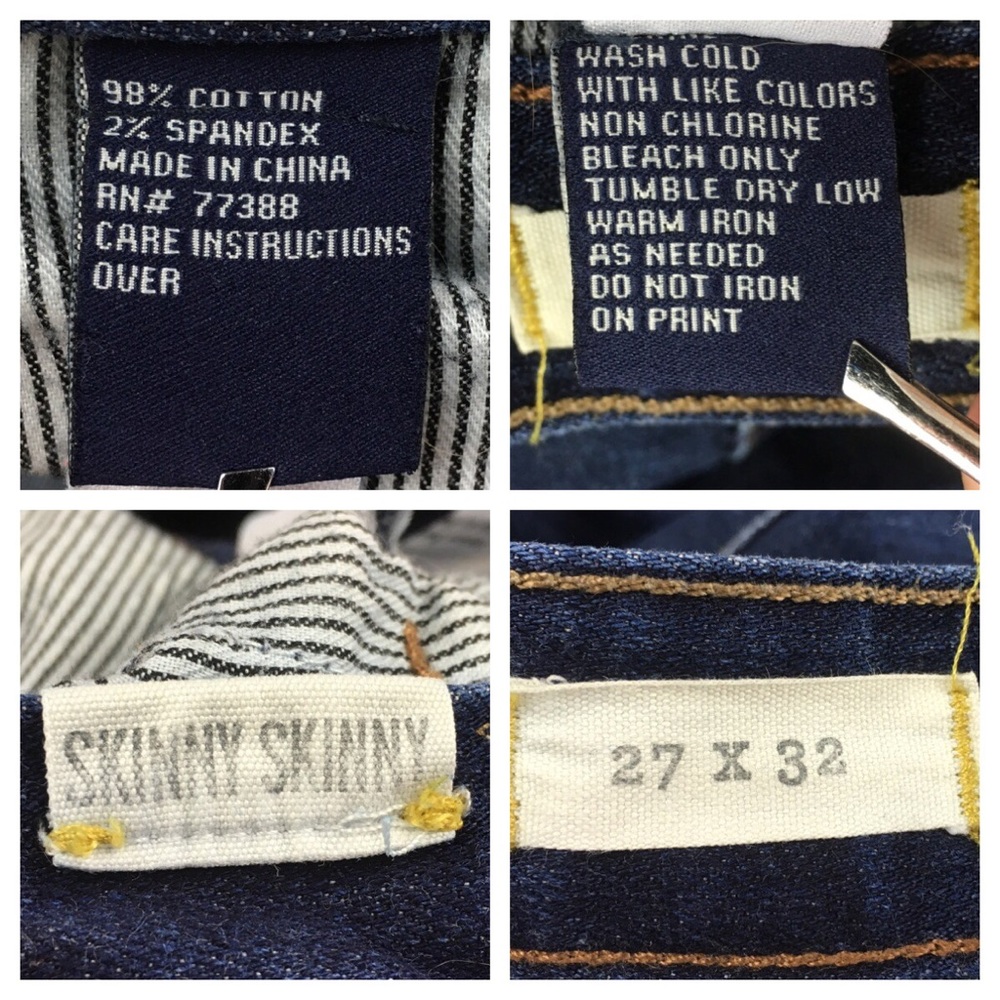 98% COTTON
2% SPANDEX
MADE IN CHINA
RN# 77388
CARE INSTRUCTIONS
OVER
WASH COLD
WITH LIKE COLORS
NON CHLORINE
BLEACH ONLY
TUMBLE DRY LOW
WARM IRON
AS NEEDED
DO NOT IRON
ON PRINT
SKINNY SKINNY
27 X 32